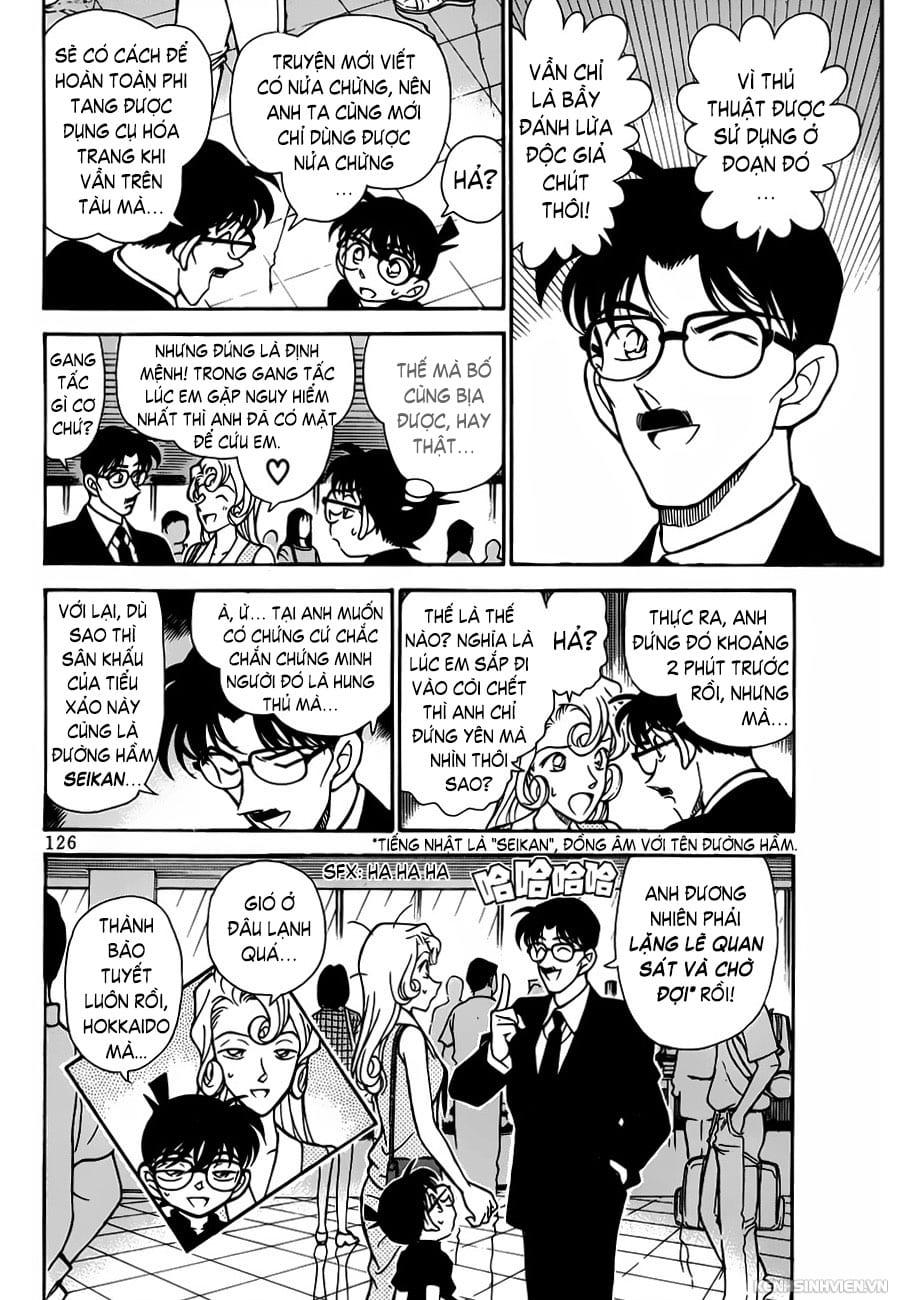 VÌ THỦ
THUẬT ĐƯỢC
SỬ DỤNG Ở
ĐOẠN ĐÓ
...
VẪN CHỈ
LÀ BẪY
ĐÁNH LỪA
ĐỘC GIẢ
CHÚT
THÔI!
HẢ?
TRUYỆN MỚI VIẾT
CÓ NỬA CHỪNG, NÊN
ANH TA CŨNG MỚI
CHỈ DÙNG ĐƯỢC
NỬA CHỪNG
...
SẼ CÓ CÁCH ĐỂ
HOÀN TOÀN PHI
TANG ĐƯỢC
DỤNG CỤ HÓA
TRANG KHI
VẪN TRÊN
TÀU MÀ...
THẾ MÀ BỐ
CŨNG BỊA
ĐƯỢC, HAY
THẬT...
NHƯNG ĐÚNG LÀ ĐỊNH
MỆNH! TRONG GANG TẤC
LÚC EM GẶP NGUY HIỂM
NHẤT THÌ ANH ĐÃ CÓ MẶT
ĐỂ CỨU EM.
♡
GANG
TẤC
GÌ CƠ
CHỨ?
THỰC RA, ANH
ĐỨNG ĐÓ KHOẢNG
2 PHÚT TRƯỚC
RỒI, NHƯNG
MÀ...
HẢ?
THẾ LÀ THẾ
NÀO? NGHĨA LÀ
LÚC EM SẮP ĐI
VÀO CÕI CHẾT
THÌ ANH CHỈ
ĐỨNG YÊN MÀ
NHÌN THÔI
SAO?
À, Ừ... TẠI ANH MUỐN
CÓ CHỨNG CỨ CHẮC
CHẮN CHỨNG MINH
NGƯỜI ĐÓ LÀ HUNG
THỦ MÀ...
VỚI LẠI, DÙ
SAO THÌ
SÂN KHẤU
CỦA TIỂU
XẢO NÀY
CŨNG LÀ
ĐƯỜNG HẦM
SEIKAN...
126
*TIẾNG NHẬT LÀ "SEIKAN", ĐỒNG ÂM VỚI TÊN ĐƯỜNG HẦM.
SFX: HA HA HA
哈哈哈哈
ANH ĐƯƠNG
NHIÊN PHẢI
LẶNG LẼ QUAN
SÁT VÀ CHỜ
ĐỢI* RỒI!
GIÓ Ở
ĐÂU LẠNH
QUÁ...
THÀNH
BÃO
TUYẾT
LUÔN RỒI,
HOKKAIDO
MÀ...
KENHSINHVIEN.VN